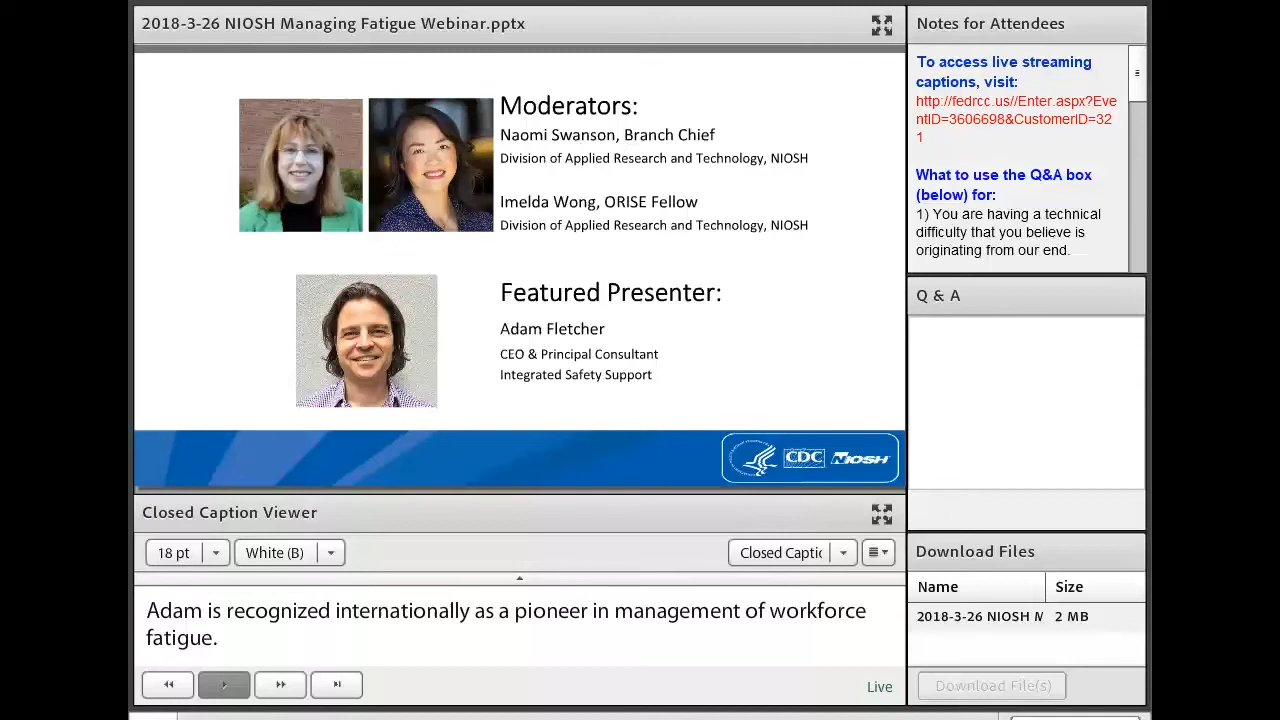 2018-3-26 NIOSH Managing Fatigue Webinar.pptx
Moderators:
Naomi Swanson, Branch Chief
Division of Applied Research and Technology, NIOSH
Imelda Wong, ORISE Fellow
Division of Applied Research and Technology, NIOSH
Featured Presenter:
Adam Fletcher
CEO & Principal Consultant
Integrated Safety Support
CDC NIOSH
Closed Caption Viewer
18 pt White (B) Closed Captic
Adam is recognized internationally as a pioneer in management of workforce
fatigue.
Live
Notes for Attendees
To access live streaming
captions, visit:
http://fedrcc.us//Enter.aspx?Eve
ntID=3606698&CustomerID=32
1
What to use the Q&A box
(below) for:
1) You are having a technical
difficulty that you believe is
originating from our end.
Q & A
Download Files
Name Size
2018-3-26 NIOSH M 2 MB
Download File(s)